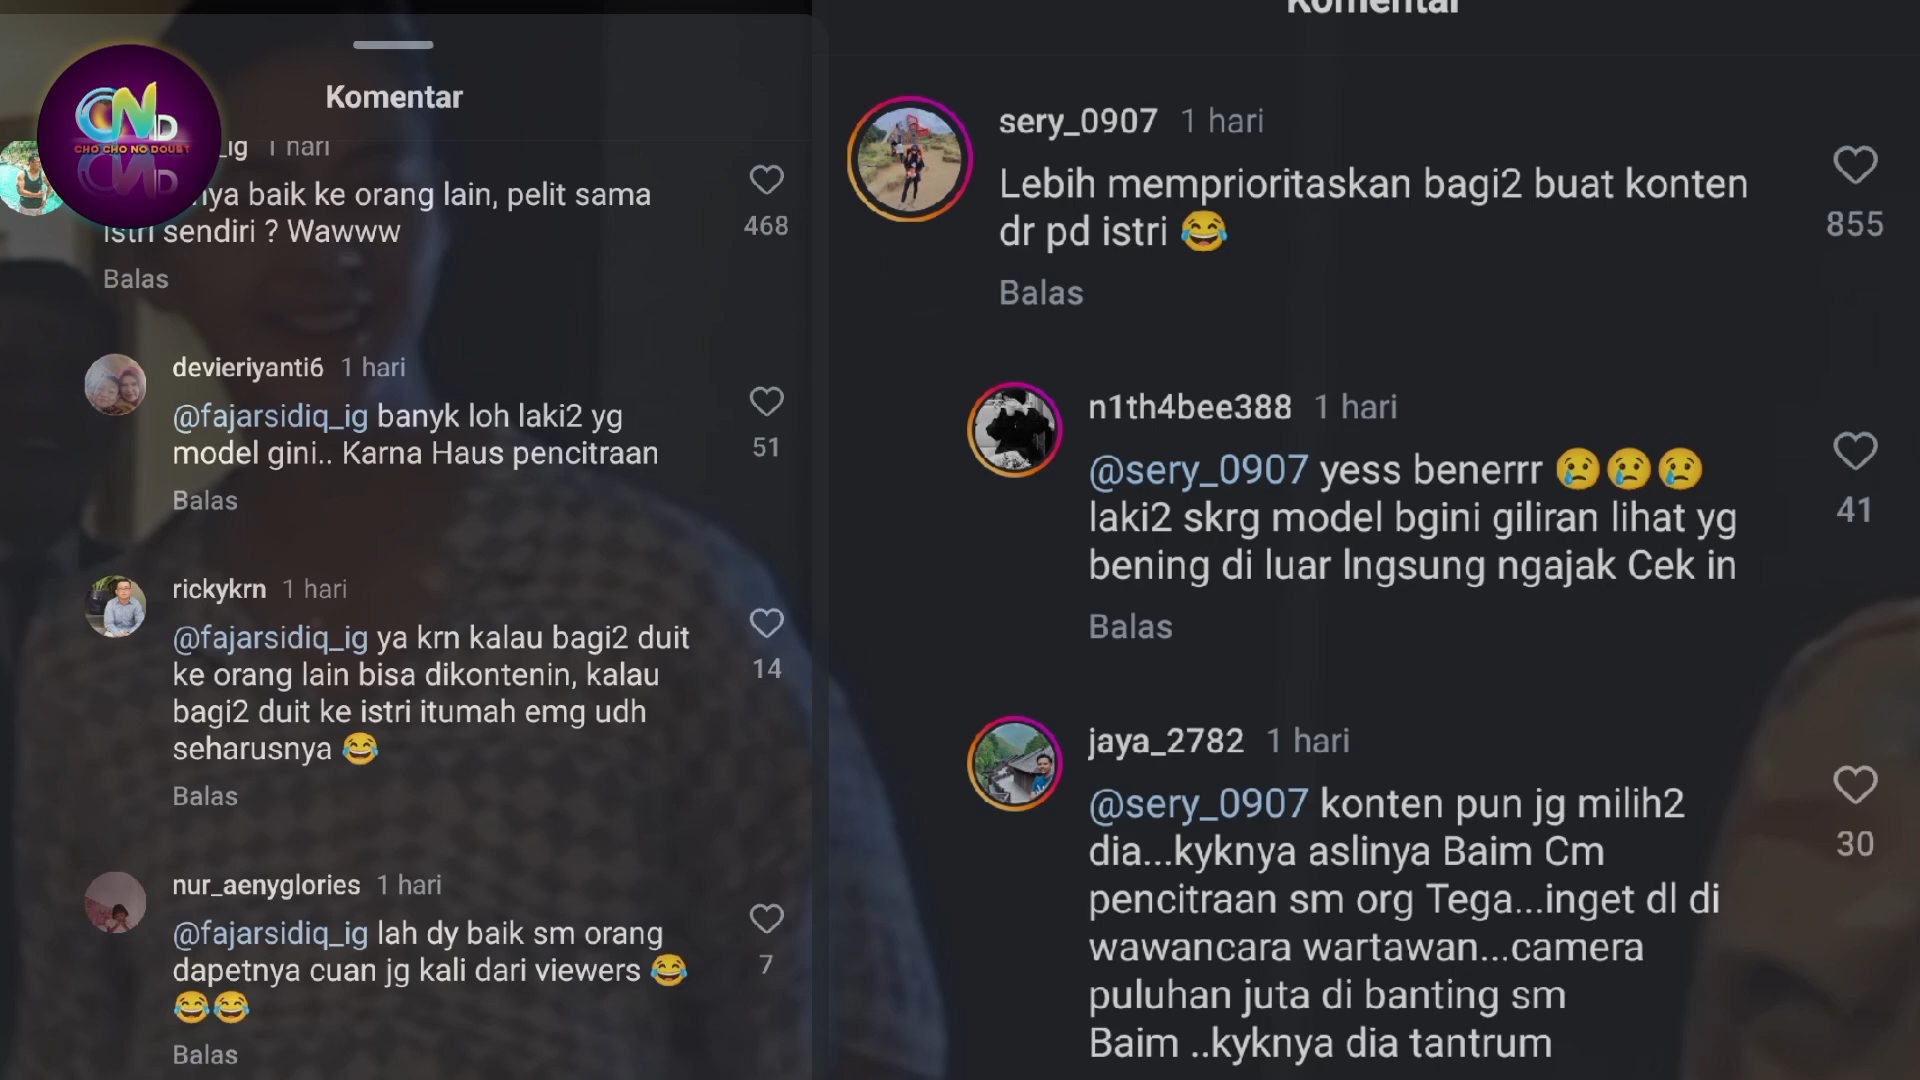 Komentar
CND
CHO CHO NO DOUBT
_ig 1 hari
nya baik ke orang lain, pelit sama
istri sendiri ? Wawww
468
Balas
devieriyanti6 1 hari
@fajarsidiq_ig banyk loh laki2 yg
model gini.. Karna Haus pencitraan
51
Balas
rickykrn 1 hari
@fajarsidiq_ig ya krn kalau bagi2 duit
ke orang lain bisa dikontenin, kalau
bagi2 duit ke istri itumah emg udh
seharusnya 😂
14
Balas
nur_aenyglories 1 hari
@fajarsidiq_ig lah dy baik sm orang
dapetnya cuan jg kali dari viewers 😂
😂😂
7
Balas
Komentar
sery_0907 1 hari
Lebih memprioritaskan bagi2 buat konten
dr pd istri 😂
855
Balas
n1th4bee388 1 hari
@sery_0907 yess benerrr 😢😢😢
laki2 skrg model bgini giliran lihat yg
bening di luar lngsung ngajak Cek in
41
Balas
jaya_2782 1 hari
@sery_0907 konten pun jg milih2
dia...kyknya aslinya Baim Cm
pencitraan sm org Tega...inget dl di
wawancara wartawan...camera
puluhan juta di banting sm
Baim ..kyknya dia tantrum
30